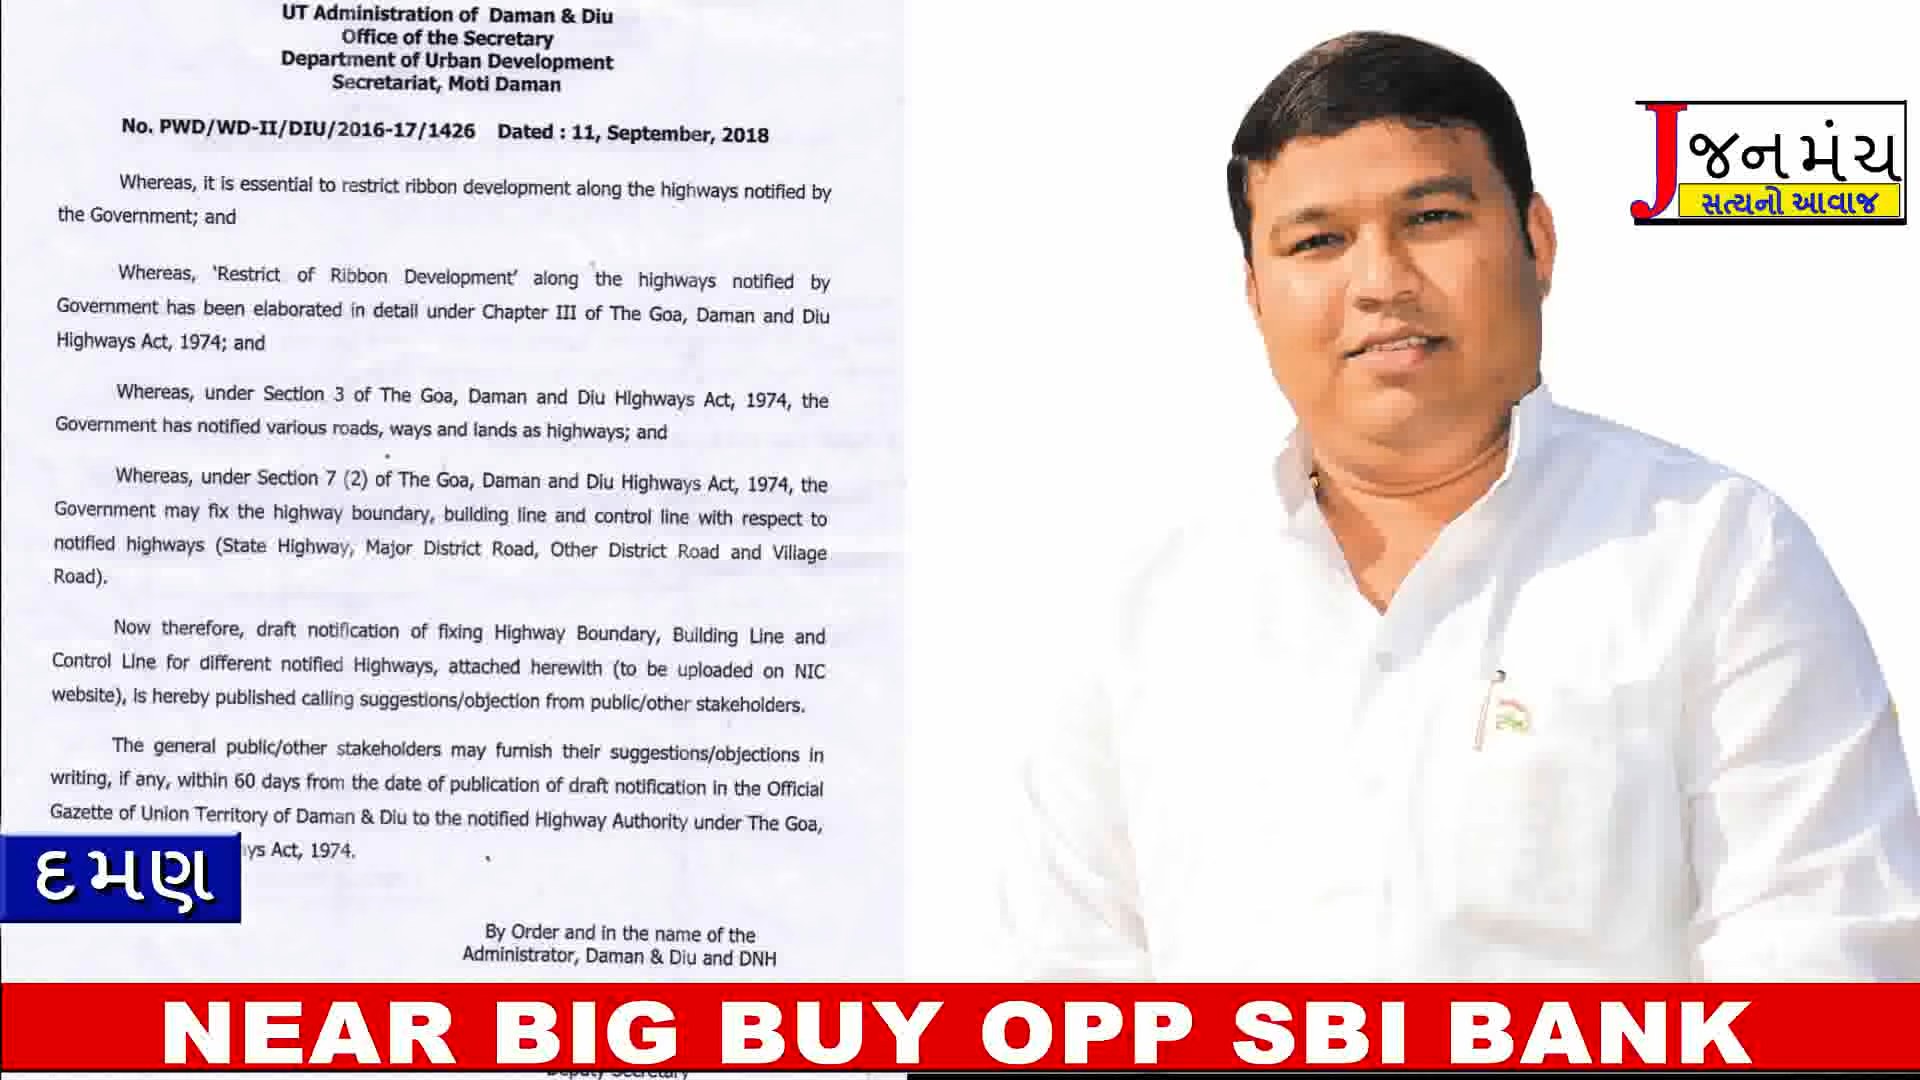 UT Administration of Daman & Diu
Office of the Secretary
Department of Urban Development
Secretariat, Moti Daman
No. PWD/WD-II/DIU/2016-17/1426 Dated : 11, September, 2018
Whereas, it is essential to restrict ribbon development along the highways notified by
the Government; and
Whereas, 'Restrict of Ribbon Development' along the highways notified by
Government has been elaborated in detail under Chapter III of The Goa, Daman and Diu
Highways Act, 1974; and
Whereas, under Section 3 of The Goa, Daman and Diu Highways Act, 1974, the
Government has notified various roads, ways and lands as highways; and
Whereas, under Section 7 (2) of The Goa, Daman and Diu Highways Act, 1974, the
Government may fix the highway boundary, building line and control line with respect to
notified highways (State Highway, Major District Road, Other District Road and Village
Road).
Now therefore, draft notification of fixing Highway Boundary, Building Line and
Control Line for different notified Highways, attached herewith (to be uploaded on NIC
website), is hereby published calling suggestions/objection from public/other stakeholders.
The general public/other stakeholders may furnish their suggestions/objections in
writing, if any, within 60 days from the date of publication of draft notification in the Official
Gazette of Union Territory of Daman & Diu to the notified Highway Authority under The Goa,
ys Act, 1974.
By Order and in the name of the
Administrator, Daman & Diu and DNH
Deputy Secretary
દમણ
J જનમંચ
સત્યનો આવાજ
NEAR BIG BUY OPP SBI BANK